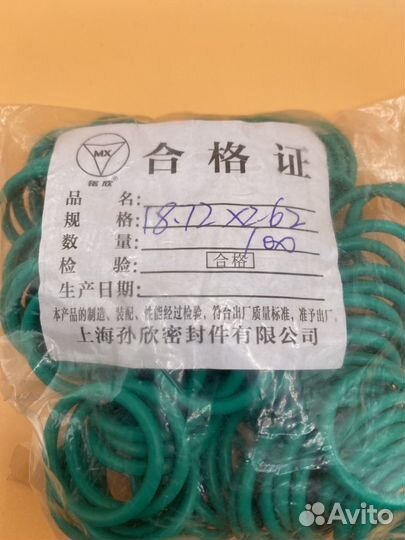 MX
铭欣®
合格证
品 名:
规 格: 18.72×2.62
数 量: 100
检 验: 合格
生产日期:
本产品的制造、装配、性能经过检验，符合出厂质量标准，准予出厂。
上海孙欣密封件有限公司
Avito